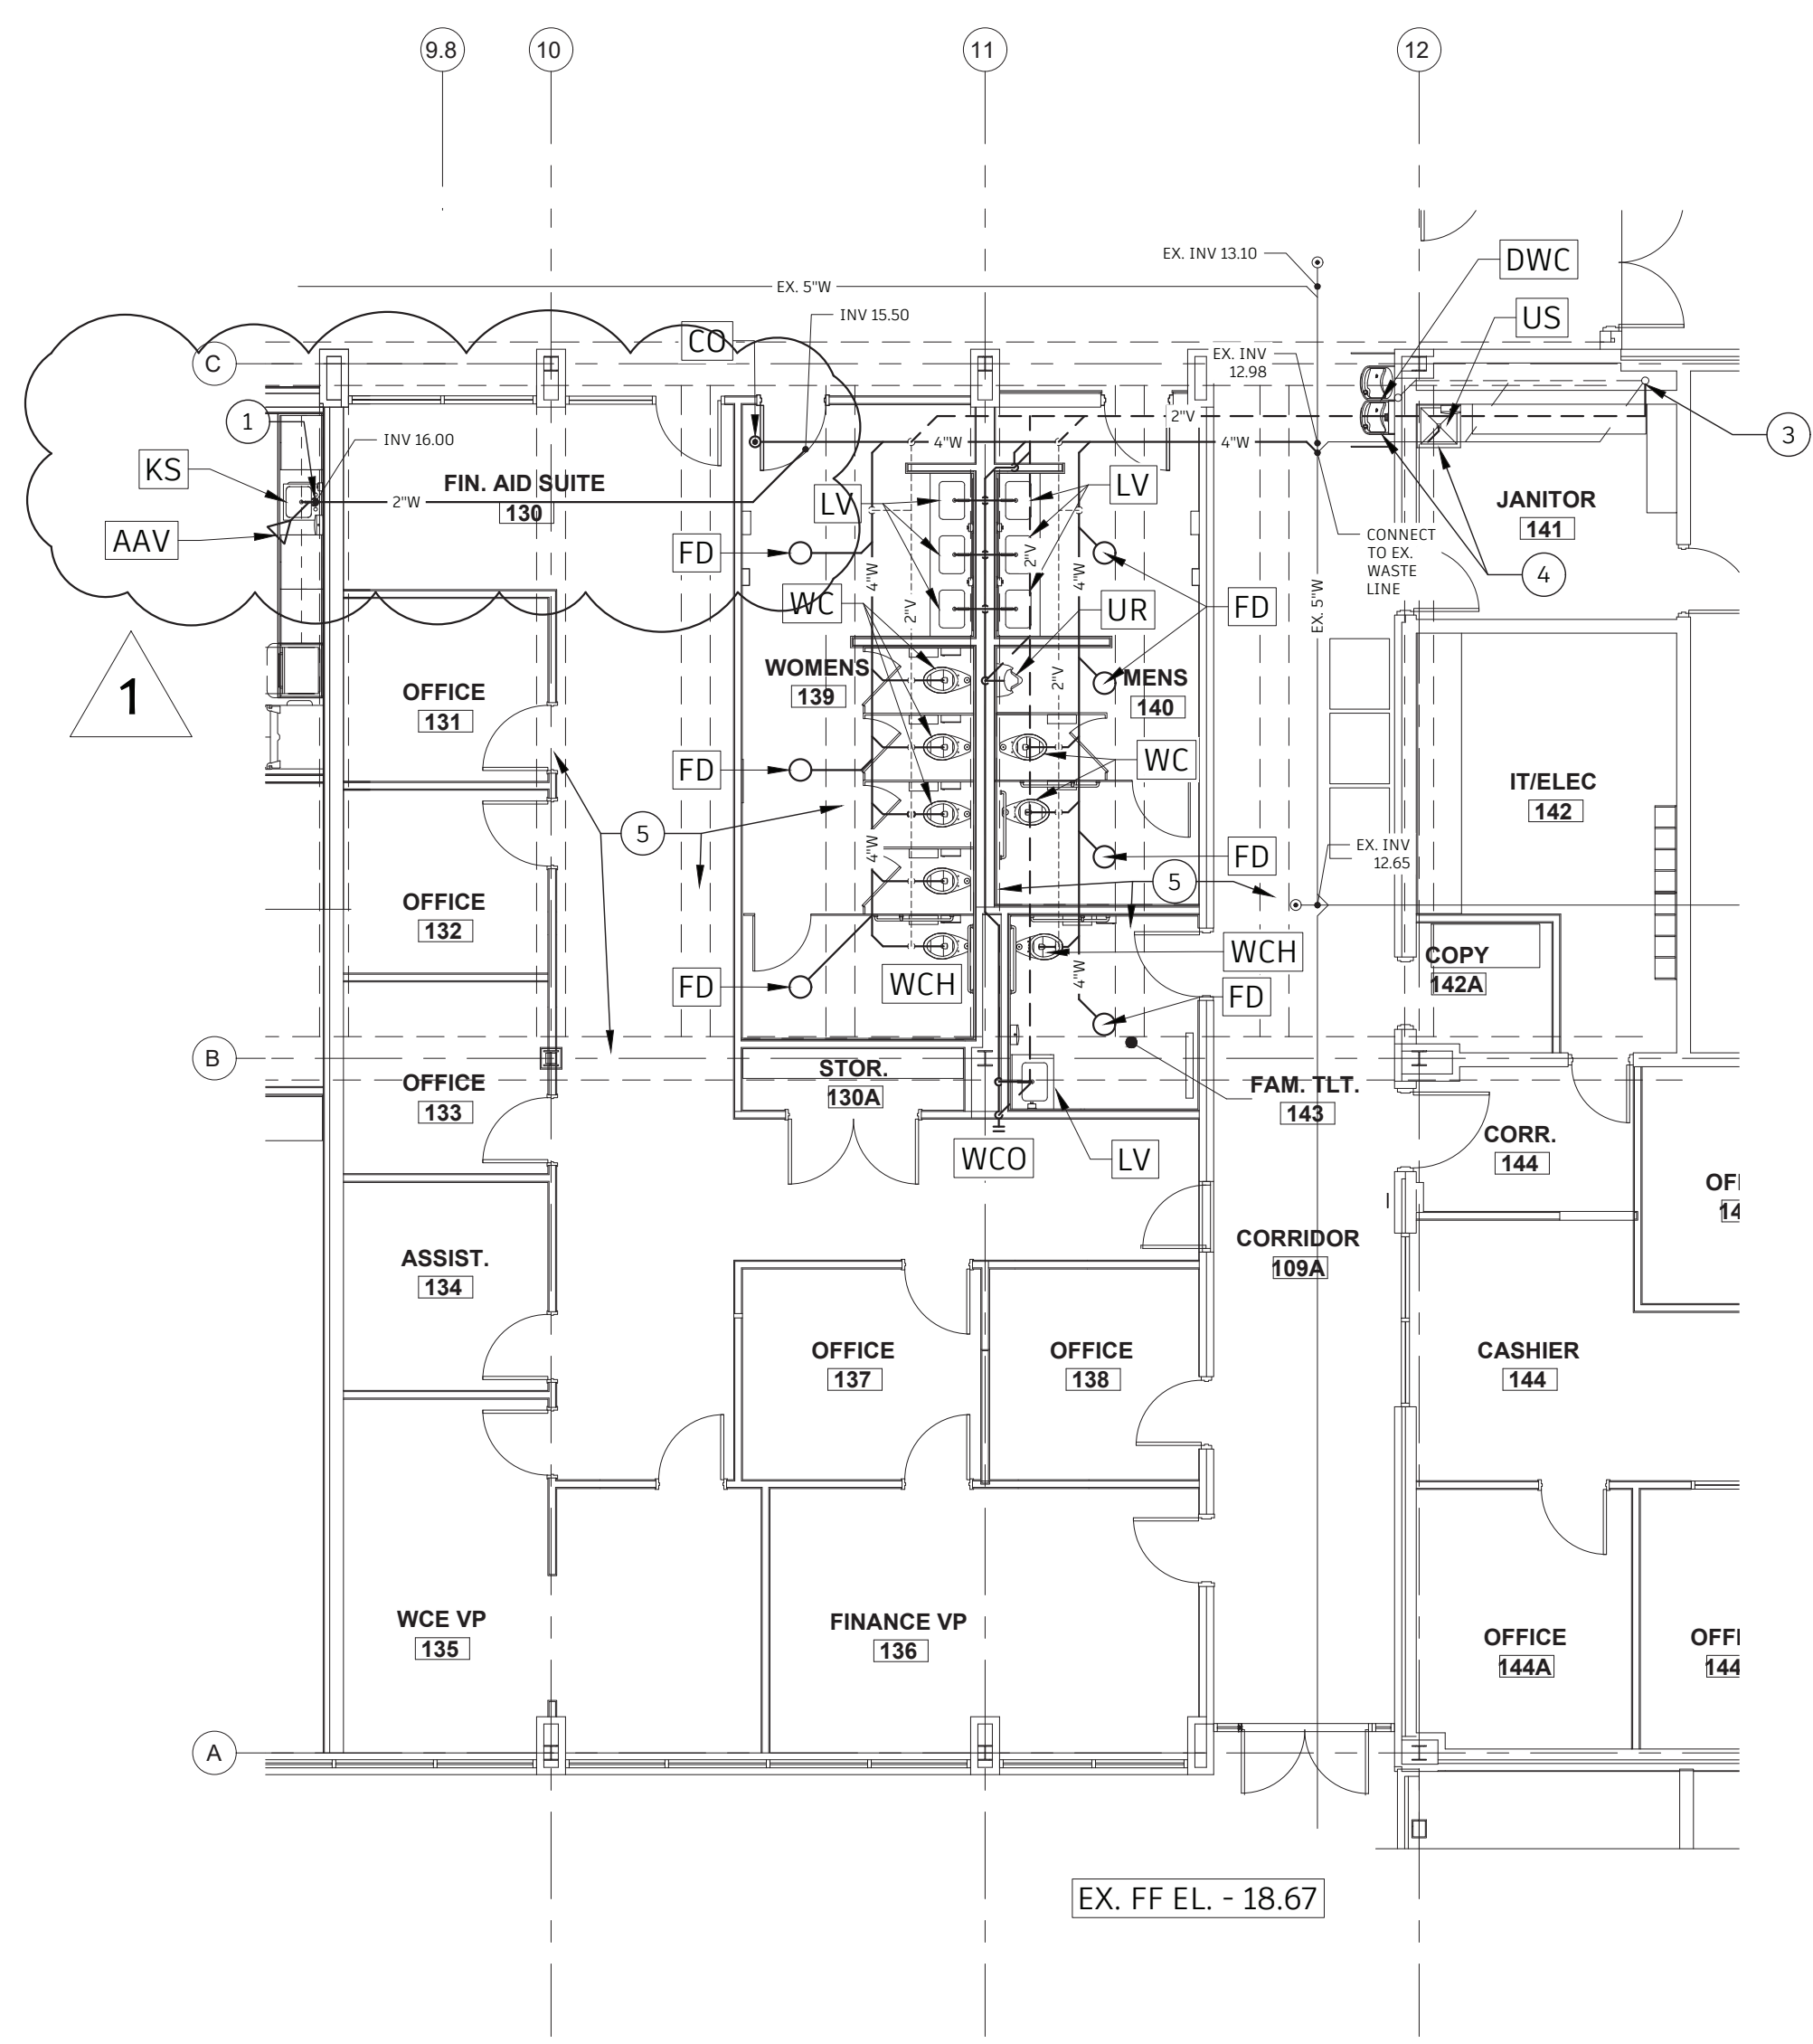 9.8
10
11
12
EX. INV 13.10
DWC
EX. 5"W
INV 15.50
US
CO
C
EX. INV
12.98
1
2"V
3
INV 16.00
4"W
4"W
KS
FIN. AID SUITE
130
2"W
LV
LV
JANITOR
141
AAV
FD
CONNECT
TO EX.
WASTE
LINE
2"V
4"W
4"W
4
WC
2"V
UR
FD
EX. 5"W
1
OFFICE
131
WOMENS
139
2"V
MENS
140
FD
WC
IT/ELEC
142
5
4"W
FD
EX. INV
12.65
5
OFFICE
132
WCH
COPY
142A
FD
WCH
4"W
FD
B
OFFICE
133
STOR.
130A
FAM. TLT.
143
WCO
LV
CORR.
144
OFI
14
ASSIST.
134
CORRIDOR
109A
OFFICE
137
OFFICE
138
CASHIER
144
WCE VP
135
FINANCE VP
136
OFFICE
144A
OFFI
144
A
EX. FF EL. - 18.67